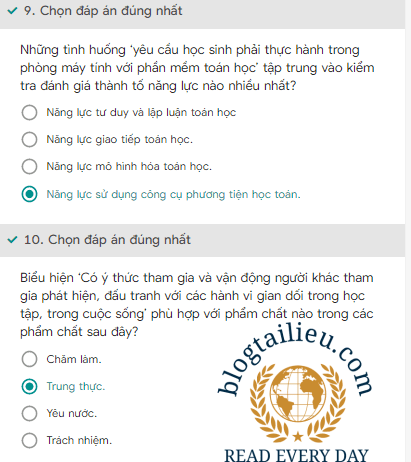 9. Chọn đáp án đúng nhất
Những tình huống 'yêu cầu học sinh phải thực hành trong
phòng máy tính với phần mềm toán học' tập trung vào kiểm
tra đánh giá thành tố năng lực nào nhiều nhất?
Năng lực tư duy và lập luận toán học
Năng lực giao tiếp toán học.
Năng lực mô hình hóa toán học.
Năng lực sử dụng công cụ phương tiện học toán.
10. Chọn đáp án đúng nhất
Biểu hiện 'Có ý thức tham gia và vận động người khác tham
gia phát hiện, đấu tranh với các hành vi gian dối trong học
tập, trong cuộc sống' phù hợp với phẩm chất nào trong các
phẩm chất sau đây?
Chăm làm.
Trung thực.
Yêu nước.
Trách nhiệm.
blogtailieu.com
READ EVERY DAY